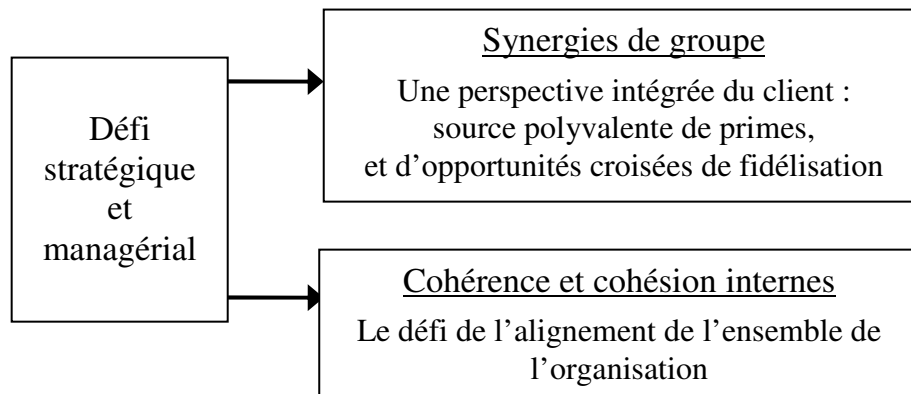 Défi
stratégique
et
managérial
Synergies de groupe
Une perspective intégrée du client :
source polyvalente de primes,
et d'opportunités croisées de fidélisation
Cohérence et cohésion internes
Le défi de l'alignement de l'ensemble de
l'organisation